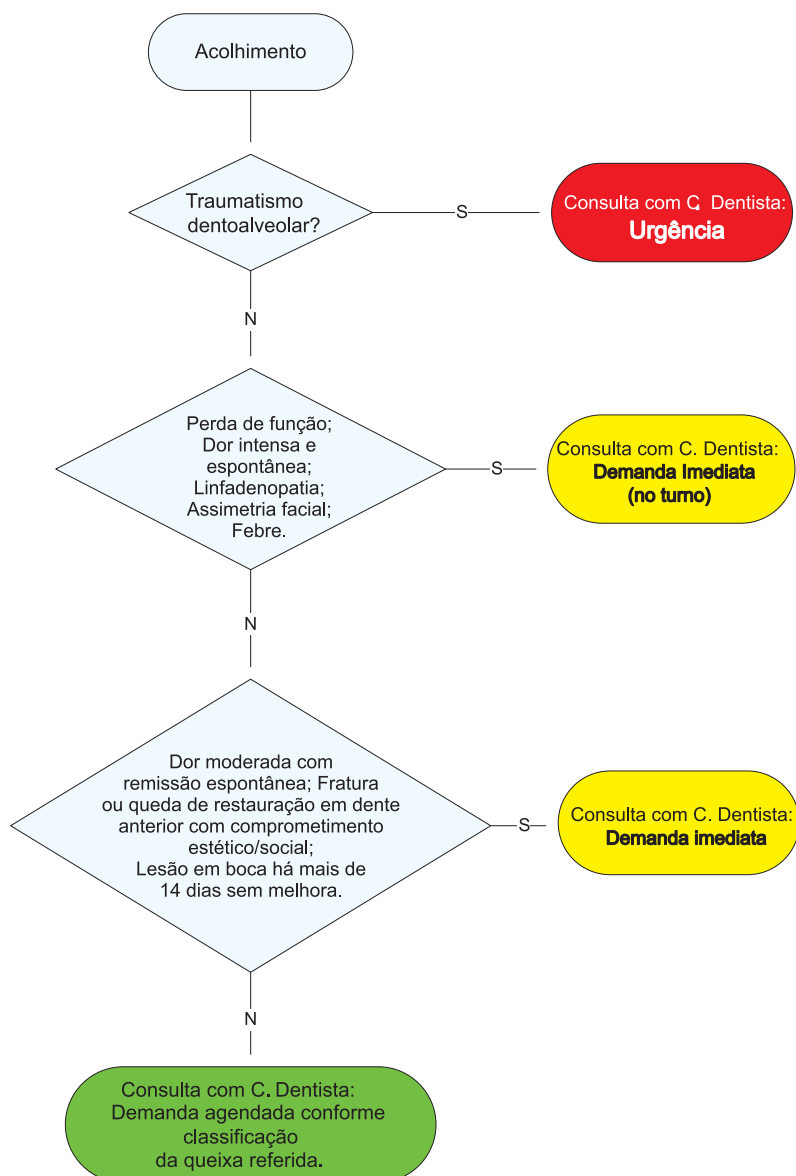 Acolhimento
Traumatismo
dentoalveolar?
S
Consulta com C. Dentista:
Urgência
N
Perda de função;
Dor intensa e
espontânea;
Linfadenopatia;
Assimetria facial;
Febre.
S
Consulta com C. Dentista:
Demanda Imediata
(no turno)
N
Dor moderada com
remissão espontânea; Fratura
ou queda de restauração em dente
anterior com comprometimento
estético/social;
Lesão em boca há mais de
14 dias sem melhora.
S
Consulta com C. Dentista:
Demanda imediata
N
Consulta com C. Dentista:
Demanda agendada conforme
classificação
da queixa referida.